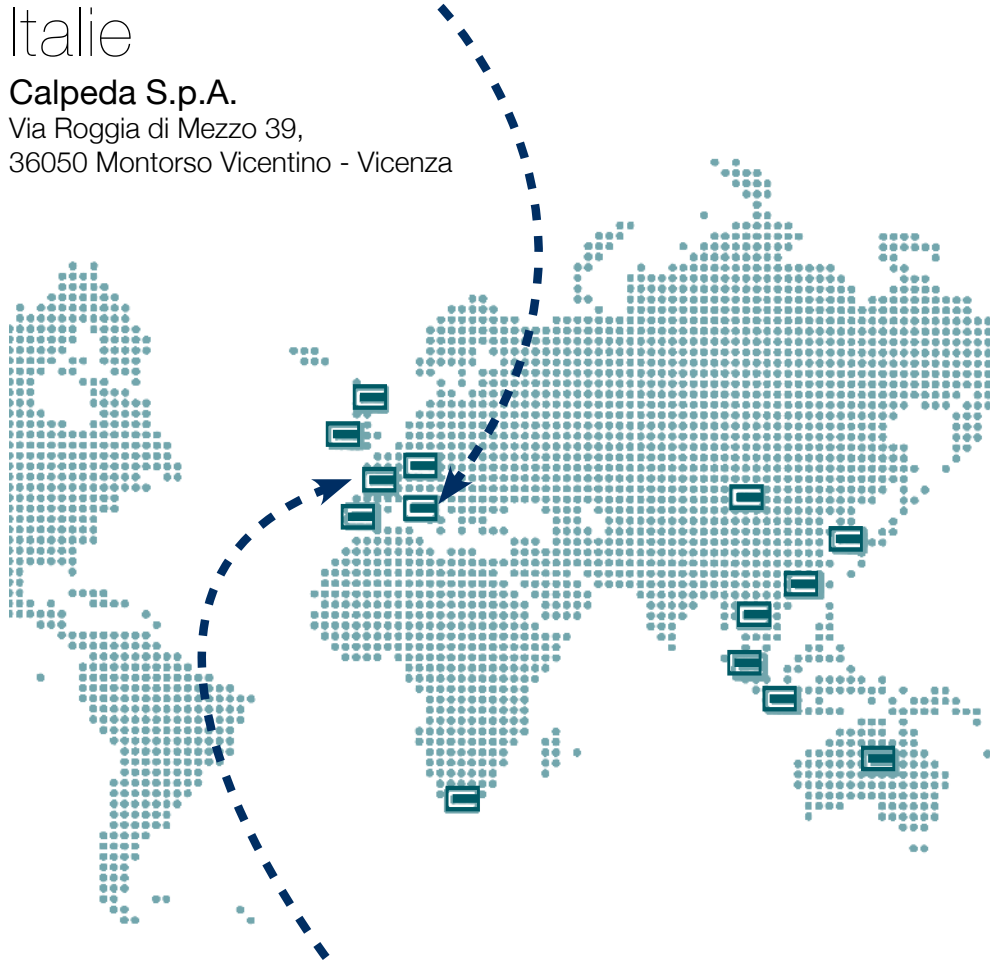 Italie
Calpeda S.p.A.
Via Roggia di Mezzo 39,
36050 Montorso Vicentino - Vicenza